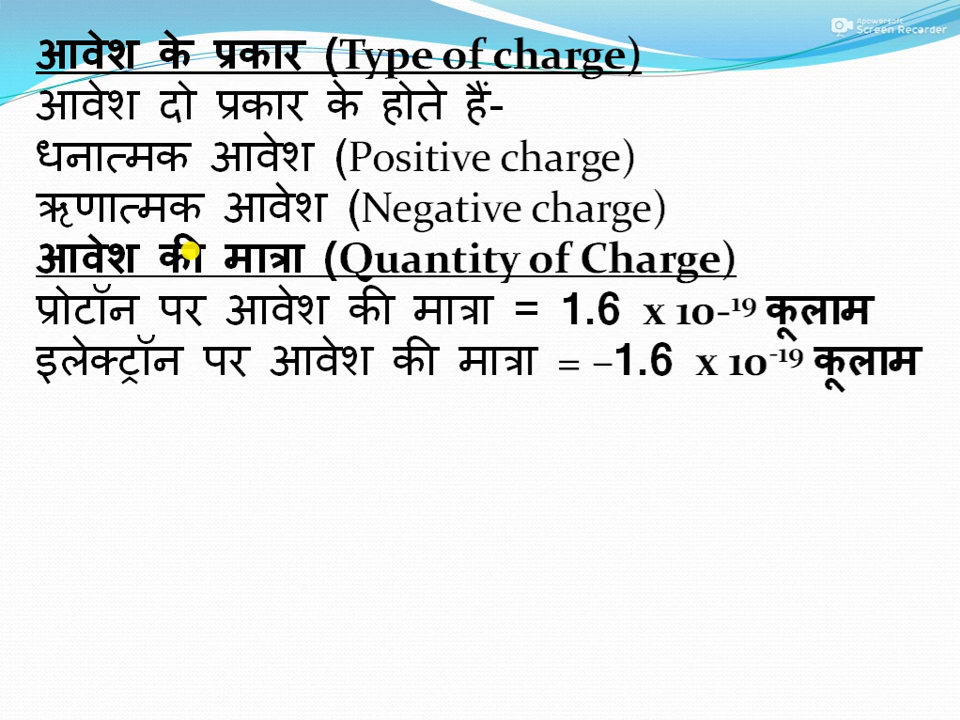 Apowersoft
Screen Recorder
आवेश के प्रकार (Type of charge)
आवेश दो प्रकार के होते हैं-
धनात्मक आवेश (Positive charge)
ऋणात्मक आवेश (Negative charge)
आवेश की मात्रा (Quantity of Charge)
प्रोटॉन पर आवेश की मात्रा = 1.6 x 10-¹⁹ कूलाम
इलेक्ट्रॉन पर आवेश की मात्रा = –1.6 x 10⁻¹⁹ कूलाम